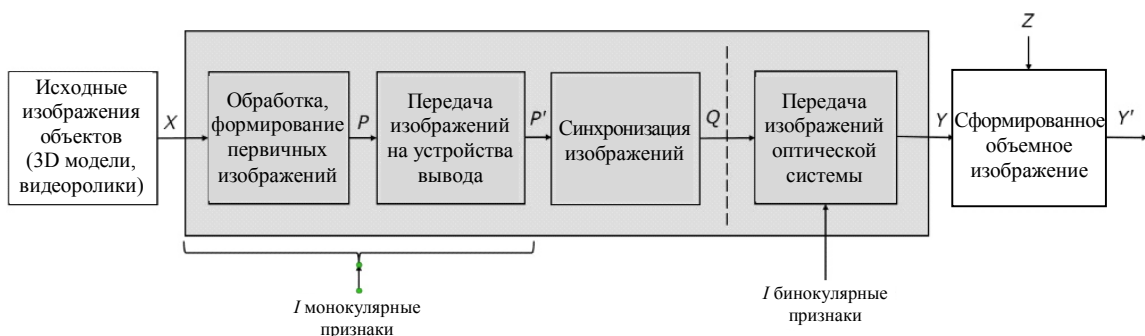 Исходные
изображения
объектов
(3D модели,
видеоролики)
X
Обработка,
формирование
первичных
изображений
P
Передача
изображений
на устройства
вывода
P'
Синхронизация
изображений
Q
Передача
изображений
оптической
системы
Y
Z
Сформированное
объемное
изображение
Y'
I монокулярные
признаки
I бинокулярные
признаки